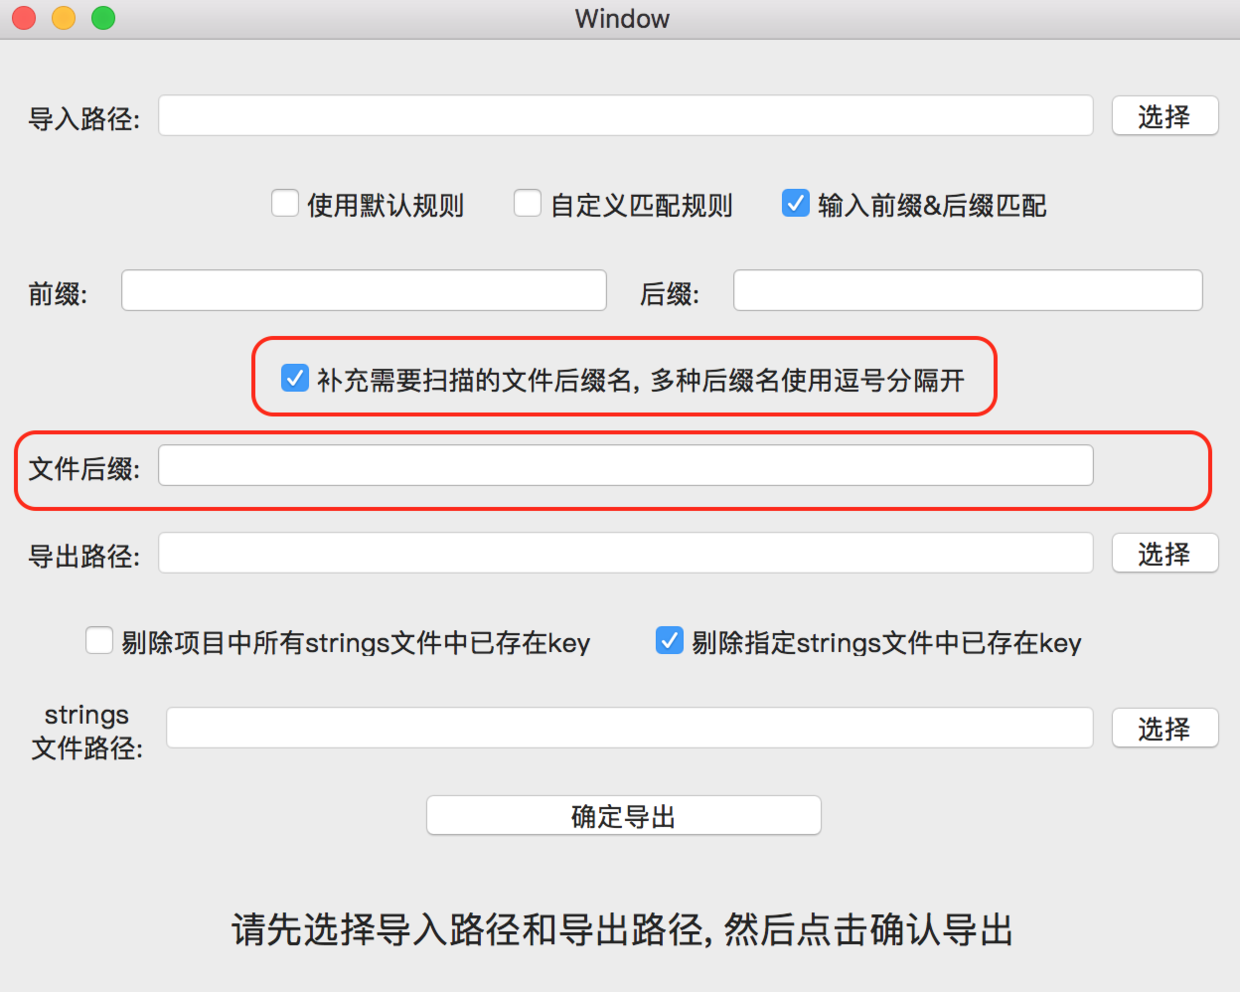 Window
导入路径: 选择
使用默认规则 自定义匹配规则 输入前缀&后缀匹配
前缀: 后缀:
补充需要扫描的文件后缀名, 多种后缀名使用逗号分隔开
文件后缀:
导出路径: 选择
剔除项目中所有strings文件中已存在key 剔除指定strings文件中已存在key
strings
文件路径: 选择
确定导出
请先选择导入路径和导出路径, 然后点击确认导出